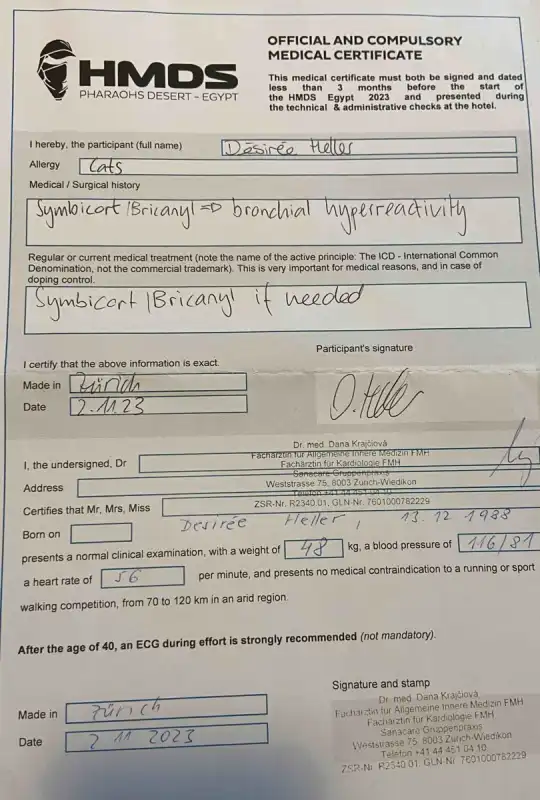 HMDS
PHARAOHS DESERT - EGYPT
OFFICIAL AND COMPULSORY
MEDICAL CERTIFICATE
This medical certificate must both be signed and dated
less than 3 months before the start of
the HMDS Egypt 2023 and presented during
the technical & administrative checks at the hotel.
I hereby, the participant (full name) Désirée Heller
Allergy Cats
Medical / Surgical history
Symbicort /Bricanyl => bronchial hyperreactivity
Regular or current medical treatment (note the name of the active principle: The ICD - International Common
Denomination, not the commercial trademark). This is very important for medical reasons, and in case of
doping control.
Symbicort /Bricanyl if needed
Participant's signature
I certify that the above information is exact.
Made in Zürich
Date 2.11.23
D. Heller
Dr. med. Dana Krajčiová
Fachärztin für Allgemeine Innere Medizin FMH
I, the undersigned, Dr Fachärztin für Kardiologie FMH
Sanacare Gruppenpraxis
Address Weststrasse 75, 8003 Zürich-Wiedikon
Telefon +41 44 451 04 10
Certifies that Mr, Mrs, Miss ZSR-Nr. R2340.01, GLN-Nr. 7601000782229
Desirée Heller, 13.12 1988
Born on
presents a normal clinical examination, with a weight of 48 kg, a blood pressure of 116/81
a heart rate of 56 per minute, and presents no medical contraindication to a running or sport
walking competition, from 70 to 120 km in an arid region.
After the age of 40, an ECG during effort is strongly recommended (not mandatory).
Signature and stamp
Dr. med. Dana Krajčiová
Fachärztin für Allgemeine Innere Medizin FMH
Fachärztin für Kardiologie FMH
Made in Zürich
Sanacare Gruppenpraxis
Weststrasse 75, 8003 Zürich-Wiedikon
Date 2 11 2023
Telefon +41 44 451 04 10
ZSR-Nr. R2340.01, GLN-Nr. 7601000782229